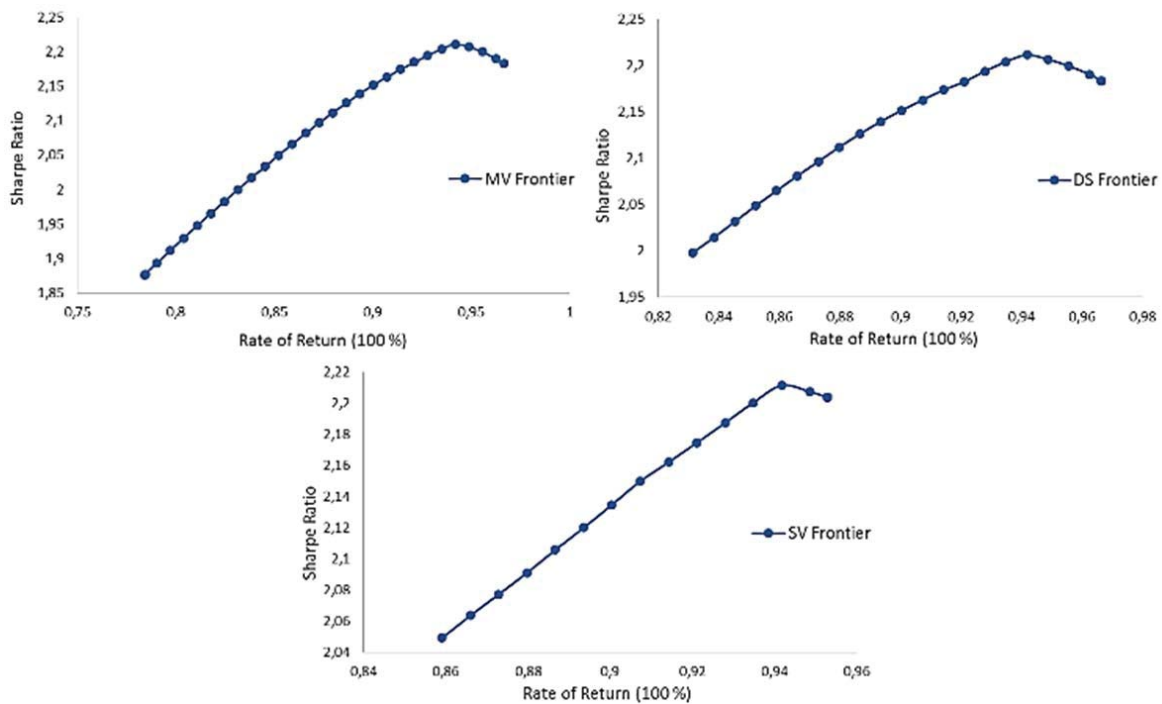 2,25
2,2
2,15
2,1
2,05
2
1,95
1,9
1,85
Sharpe Ratio
MV Frontier
0,75 0,8 0,85 0,9 0,95 1
Rate of Return (100 %)
2,25
2,2
2,15
2,1
2,05
2
1,95
Sharpe Ratio
DS Frontier
0,82 0,84 0,86 0,88 0,9 0,92 0,94 0,96 0,98
Rate of Return (100 %)
2,22
2,2
2,18
2,16
2,14
2,12
2,1
2,08
2,06
2,04
Sharpe Ratio
SV Frontier
0,84 0,86 0,88 0,9 0,92 0,94 0,96
Rate of Return (100 %)